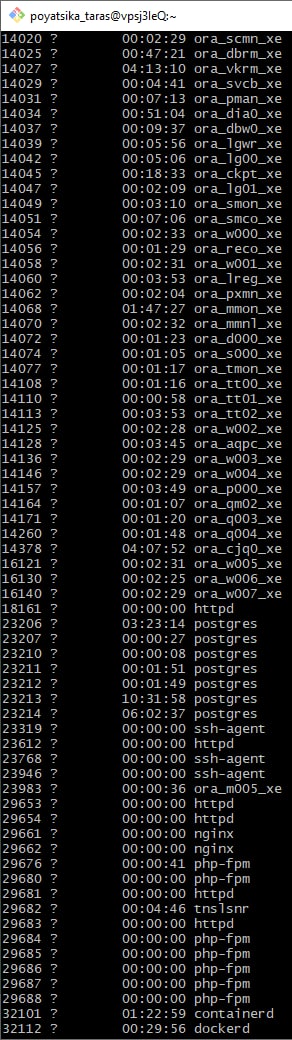 poyatsika_taras@vpsj3leQ:~
14020 ? 00:02:29 ora_scmn_xe
14025 ? 00:47:21 ora_dbrm_xe
14027 ? 04:13:10 ora_vkrm_xe
14029 ? 00:04:41 ora_svcb_xe
14031 ? 00:07:13 ora_pman_xe
14034 ? 00:51:04 ora_dia0_xe
14037 ? 00:09:37 ora_dbw0_xe
14039 ? 00:05:56 ora_lgwr_xe
14042 ? 00:05:06 ora_lg00_xe
14045 ? 00:18:33 ora_ckpt_xe
14047 ? 00:02:09 ora_lg01_xe
14049 ? 00:03:10 ora_smon_xe
14051 ? 00:07:06 ora_smco_xe
14054 ? 00:02:33 ora_w000_xe
14056 ? 00:01:29 ora_reco_xe
14058 ? 00:02:31 ora_w001_xe
14060 ? 00:03:53 ora_lreg_xe
14062 ? 00:02:04 ora_pxmn_xe
14068 ? 01:47:27 ora_mmon_xe
14070 ? 00:02:32 ora_mmnl_xe
14072 ? 00:01:23 ora_d000_xe
14074 ? 00:01:05 ora_s000_xe
14077 ? 00:01:17 ora_tmon_xe
14108 ? 00:01:16 ora_tt00_xe
14110 ? 00:00:58 ora_tt01_xe
14113 ? 00:03:53 ora_tt02_xe
14125 ? 00:02:28 ora_w002_xe
14128 ? 00:03:45 ora_aqpc_xe
14136 ? 00:02:29 ora_w003_xe
14146 ? 00:02:29 ora_w004_xe
14157 ? 00:03:49 ora_p000_xe
14164 ? 00:01:07 ora_qm02_xe
14171 ? 00:01:20 ora_q003_xe
14260 ? 00:01:48 ora_q004_xe
14378 ? 04:07:52 ora_cjq0_xe
16121 ? 00:02:31 ora_w005_xe
16130 ? 00:02:25 ora_w006_xe
16140 ? 00:02:29 ora_w007_xe
18161 ? 00:00:00 httpd
23206 ? 03:23:14 postgres
23207 ? 00:00:27 postgres
23210 ? 00:00:08 postgres
23211 ? 00:01:51 postgres
23212 ? 00:01:49 postgres
23213 ? 10:31:58 postgres
23214 ? 06:02:37 postgres
23319 ? 00:00:00 ssh-agent
23612 ? 00:00:00 httpd
23768 ? 00:00:00 ssh-agent
23946 ? 00:00:00 ssh-agent
23983 ? 00:00:36 ora_m005_xe
29653 ? 00:00:00 httpd
29654 ? 00:00:00 httpd
29661 ? 00:00:00 nginx
29662 ? 00:00:00 nginx
29676 ? 00:00:41 php-fpm
29680 ? 00:00:00 php-fpm
29681 ? 00:00:00 httpd
29682 ? 00:04:46 tnslsnr
29683 ? 00:00:00 httpd
29684 ? 00:00:00 php-fpm
29685 ? 00:00:00 php-fpm
29686 ? 00:00:00 php-fpm
29687 ? 00:00:00 php-fpm
29688 ? 00:00:00 php-fpm
32101 ? 01:22:59 containerd
32112 ? 00:29:56 dockerd